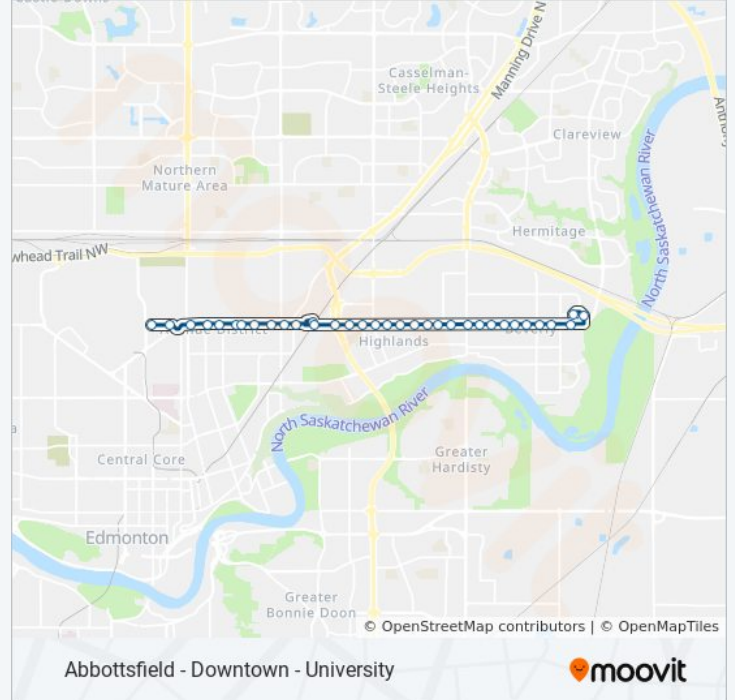 Casselman-
Steele Heights
Manning Drive N
Clareview
Northern
Mature Area
North Saskatchewan River
Hermitage
whead Trail NW
Highlands
North Saskatchewan River
Greater
Hardisty
Central Core
Edmonton
Greater
Bonnie Doon
© OpenStreetMap contributors | © OpenMapTiles
Abbottsfield - Downtown - University
moovit